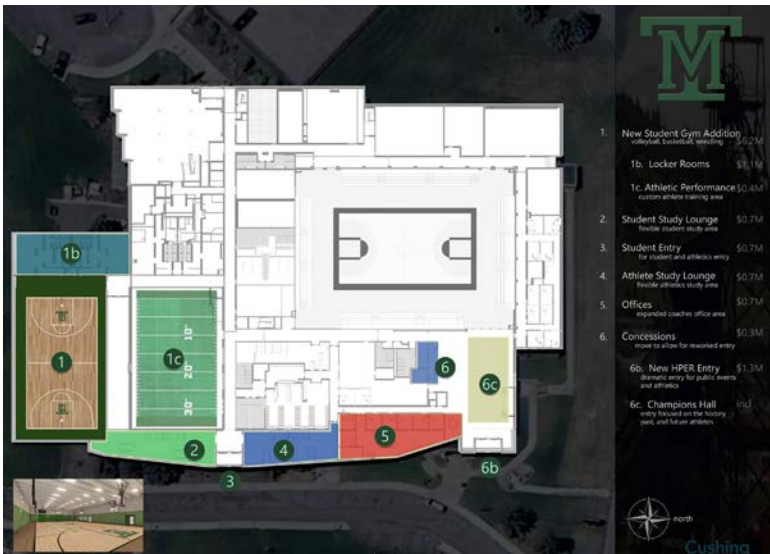 MT
1. New Student Gym Addition $6.2M
volleyball, basketball, wrestling
1b. Locker Rooms $1.1M
1c. Athletic Performance $0.4M
custom athlete training area
2. Student Study Lounge $0.7M
flexible student study area
3. Student Entry $0.7M
for student and athletics entry
4. Athlete Study Lounge $0.7M
flexible athletics study area
5. Offices $0.7M
expanded coaches office area
6. Concessions $0.3M
move to allow for reworked entry
6b. New HPER Entry $1.3M
dramatic entry for public events
and athletics
6c. Champions Hall incl
entry focused on the history
past, and future athletes
north
Cushing
1b
1
1c
10
20
30
6
6c
2
4
5
3
6b